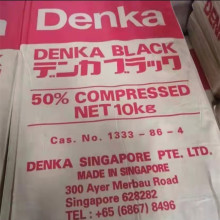 Denka
DENKA BLACK
デンカブラック
50% COMPRESSED
NET 10kg
Cas. No. 1333-86-4
DENKA SINGAPORE PTE. LTD.
MADE IN SINGAPORE
300 Ayer Merbau Road
Singapore 628282
TEL : +65 (6867) 8496